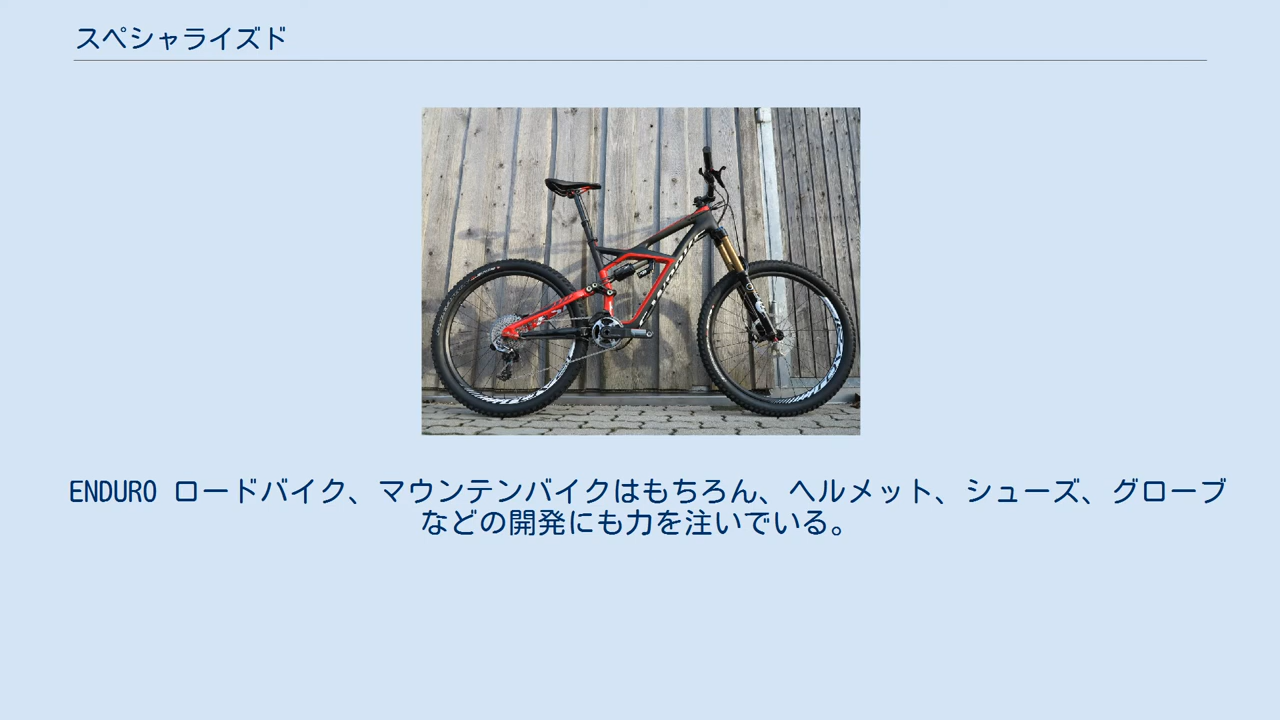 スペシャライズド
ENDURO ロードバイク、マウンテンバイクはもちろん、ヘルメット、シューズ、グローブ
などの開発にも力を注いでいる。